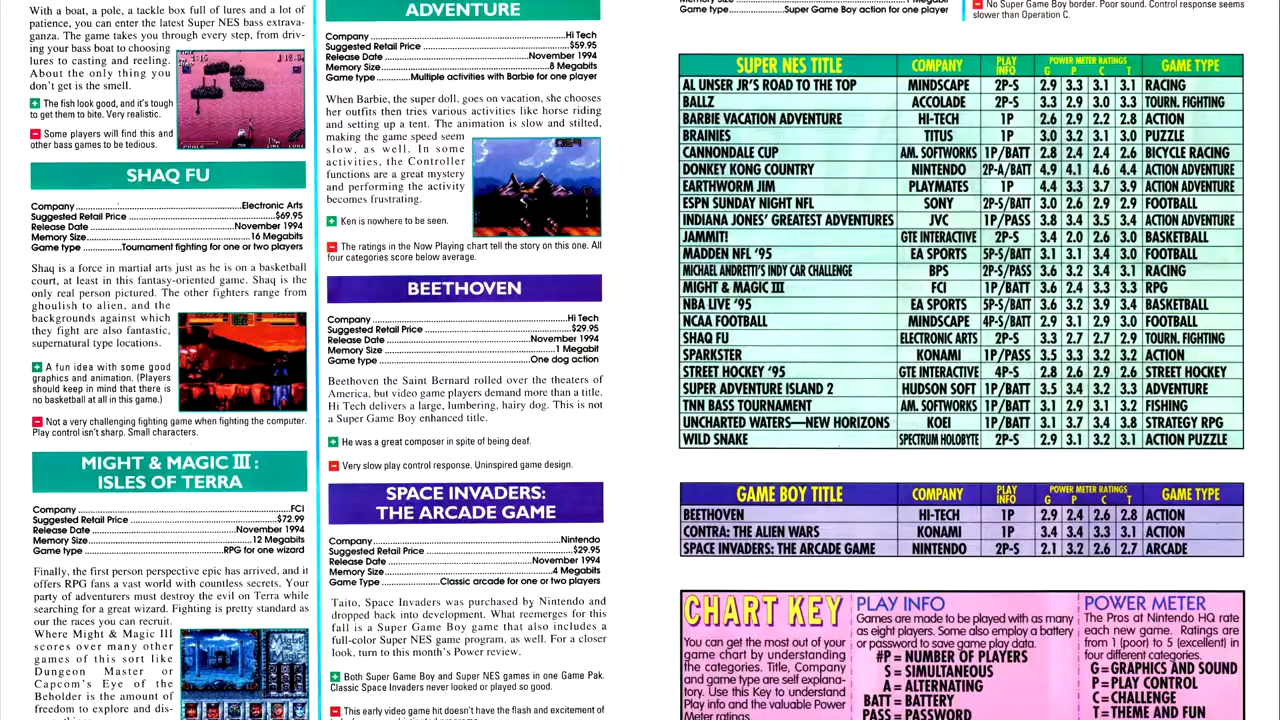 With a boat, a pole, a tackle box full of lures and a lot of
patience, you can enter the latest Super NES bass extrava-
ganza. The game takes you through every step, from driv-
ing your bass boat to choosing
lures to casting and reeling.
About the only thing you
don't get is the smell.
+ The fish look good, and it's tough
to get them to bite. Very realistic.
– Some players will find this and
other bass games to be tedious.
SHAQ FU
Company..........Electronic Arts
Suggested Retail Price..........$69.95
Release Date..........November 1994
Memory Size..........16 Megabits
Game type..........Tournament fighting for one or two players
Shaq is a force in martial arts just as he is on a basketball
court, at least in this fantasy-oriented game. Shaq is the
only real person pictured. The other fighters range from
ghoulish to alien, and the
backgrounds against which
they fight are also fantastic,
supernatural type locations.
+ A fun idea with some good
graphics and animation. (Players
should keep in mind that there is
no basketball at all in this game.)
– Not a very challenging fighting game when fighting the computer.
Play control isn't sharp. Small characters.
MIGHT & MAGIC III:
ISLES OF TERRA
Company..........FCI
Suggested Retail Price..........$72.99
Release Date..........November 1994
Memory Size..........12 Megabits
Game type..........RPG for one wizard
Finally, the first person perspective epic has arrived, and it
offers RPG fans a vast world with countless secrets. Your
party of adventurers must destroy the evil on Terra while
searching for a great wizard. Fighting is pretty standard as
our the races you can recruit.
Where Might & Magic III
scores over many other
games of this sort like
Dungeon Master or
Capcom's Eye of the
Beholder is the amount of
freedom to explore and dis-
ADVENTURE
Company..........Hi Tech
Suggested Retail Price..........$59.95
Release Date..........November 1994
Memory Size..........8 Megabits
Game type..........Multiple activities with Barbie for one player
When Barbie, the super doll, goes on vacation, she chooses
her outfits then tries various activities like horse riding
and setting up a tent. The animation is slow and stilted,
making the game speed seem
slow, as well. In some
activities, the Controller
functions are a great mystery
and performing the activity
becomes frustrating.
+ Ken is nowhere to be seen.
– The ratings in the Now Playing chart tell the story on this one. All
four categories score below average.
BEETHOVEN
Company..........Hi Tech
Suggested Retail Price..........$29.95
Release Date..........November 1994
Memory Size..........1 Megabit
Game type..........One dog action
Beethoven the Saint Bernard rolled over the theaters of
America, but video game players demand more than a title.
Hi Tech delivers a large, lumbering, hairy dog. This is not
a Super Game Boy enhanced title.
+ He was a great composer in spite of being deaf.
– Very slow play control response. Uninspired game design.
SPACE INVADERS:
THE ARCADE GAME
Company..........Nintendo
Suggested Retail Price..........$29.95
Release Date..........November 1994
Memory Size..........4 Megabits
Game Type..........Classic arcade for one or two players
Taito, Space Invaders was purchased by Nintendo and
dropped back into development. What reemerges for this
fall is a Super Game Boy game that also includes a
full-color Super NES game program, as well. For a closer
look, turn to this month's Power review.
+ Both Super Game Boy and Super NES games in one Game Pak.
Classic Space Invaders never looked or played so good.
– This early video game hit doesn't have the flash and excitement of
Game type..........Super Game Boy action for one player
– No Super Game Boy border. Poor sound. Control response seems
slower than Operation C.
SUPER NES TITLE COMPANY PLAY INFO POWER METER RATINGS G P C T GAME TYPE
AL UNSER JR'S ROAD TO THE TOP MINDSCAPE 2P-S 2.9 3.3 3.1 3.1 RACING
BALLZ ACCOLADE 2P-S 3.3 2.9 3.0 3.3 TOURN. FIGHTING
BARBIE VACATION ADVENTURE HI-TECH 1P 2.6 2.9 2.2 2.8 ACTION
BRAINIES TITUS 1P 3.0 3.2 3.1 3.0 PUZZLE
CANNONDALE CUP AM. SOFTWORKS 1P/BATT 2.8 2.4 2.4 2.6 BICYCLE RACING
DONKEY KONG COUNTRY NINTENDO 2P-A/BATT 4.9 4.1 4.6 4.4 ACTION ADVENTURE
EARTHWORM JIM PLAYMATES 1P 4.4 3.3 3.7 3.9 ACTION ADVENTURE
ESPN SUNDAY NIGHT NFL SONY 2P-S/BATT 3.0 2.6 2.9 2.9 FOOTBALL
INDIANA JONES' GREATEST ADVENTURES JVC 1P/PASS 3.8 3.4 3.5 3.4 ACTION ADVENTURE
JAMMIT! GTE INTERACTIVE 2P-S 3.4 2.0 2.6 3.0 BASKETBALL
MADDEN NFL '95 EA SPORTS 5P-S/BATT 3.1 3.1 3.4 3.0 FOOTBALL
MICHAEL ANDRETTI'S INDY CAR CHALLENGE BPS 2P-S/PASS 3.6 3.2 3.4 3.1 RACING
MIGHT & MAGIC III FCI 1P/BATT 3.6 2.4 3.3 3.3 RPG
NBA LIVE '95 EA SPORTS 5P-S/BATT 3.6 3.2 3.9 3.4 BASKETBALL
NCAA FOOTBALL MINDSCAPE 4P-S/BATT 2.9 3.1 2.9 3.0 FOOTBALL
SHAQ FU ELECTRONIC ARTS 2P-S 3.3 2.7 2.7 2.9 TOURN. FIGHTING
SPARKSTER KONAMI 1P/PASS 3.5 3.3 3.2 3.2 ACTION
STREET HOCKEY '95 GTE INTERACTIVE 4P-S 2.8 2.6 2.9 2.6 STREET HOCKEY
SUPER ADVENTURE ISLAND 2 HUDSON SOFT 1P/BATT 3.5 3.4 3.2 3.3 ADVENTURE
TNN BASS TOURNAMENT AM. SOFTWORKS 1P/BATT 3.1 2.9 3.1 3.2 FISHING
UNCHARTED WATERS—NEW HORIZONS KOEI 1P/BATT 3.1 3.7 3.4 3.8 STRATEGY RPG
WILD SNAKE SPECTRUM HOLOBYTE 2P-S 2.9 3.1 3.2 3.1 ACTION PUZZLE
GAME BOY TITLE COMPANY PLAY INFO POWER METER RATINGS G P C T GAME TYPE
BEETHOVEN HI-TECH 1P 2.9 2.4 2.6 2.8 ACTION
CONTRA: THE ALIEN WARS KONAMI 1P 3.4 3.4 3.3 3.1 ACTION
SPACE INVADERS: THE ARCADE GAME NINTENDO 2P-S 2.1 3.2 2.6 2.7 ARCADE
CHART KEY
You can get the most out of your
game chart by understanding
the categories. Title, Company
and game type are self explana-
tory. Use this Key to understand
Play info and the valuable Power
Meter ratings.
PLAY INFO
Games are made to be played with as many
as eight players. Some also employ a battery
or password to save game play data.
#P = NUMBER OF PLAYERS
S = SIMULTANEOUS
A = ALTERNATING
BATT = BATTERY
PASS = PASSWORD
POWER METER
The Pros at Nintendo HQ rate
each new game. Ratings are
from 1 (poor) to 5 (excellent) in
four different categories.
G = GRAPHICS AND SOUND
P = PLAY CONTROL
C = CHALLENGE
T = THEME AND FUN